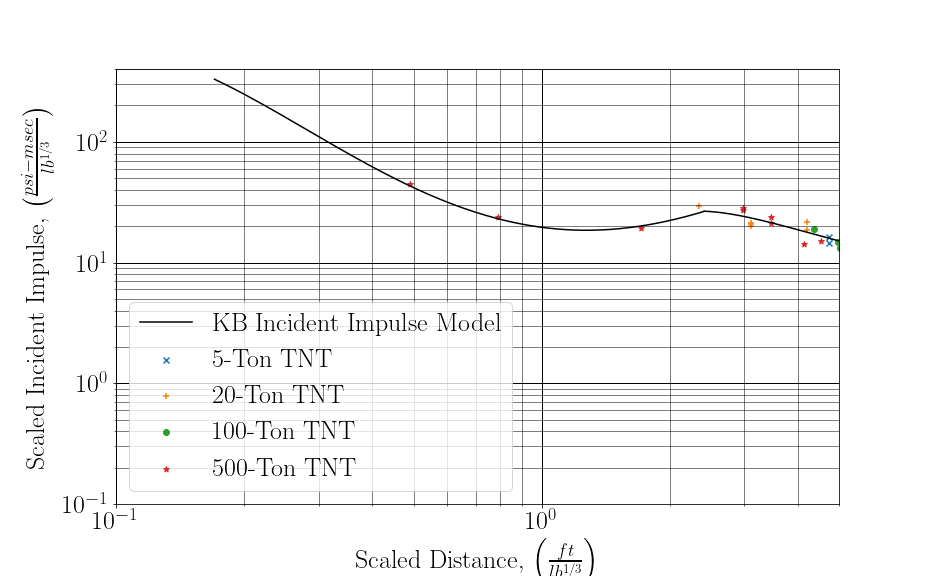 Scaled Incident Impulse, (psi−msec / lb^{1/3})
10^2
10^1
10^0
10^{−1}
KB Incident Impulse Model
5-Ton TNT
20-Ton TNT
100-Ton TNT
500-Ton TNT
10^{−1} 10^0
Scaled Distance, (ft / lb^{1/3})